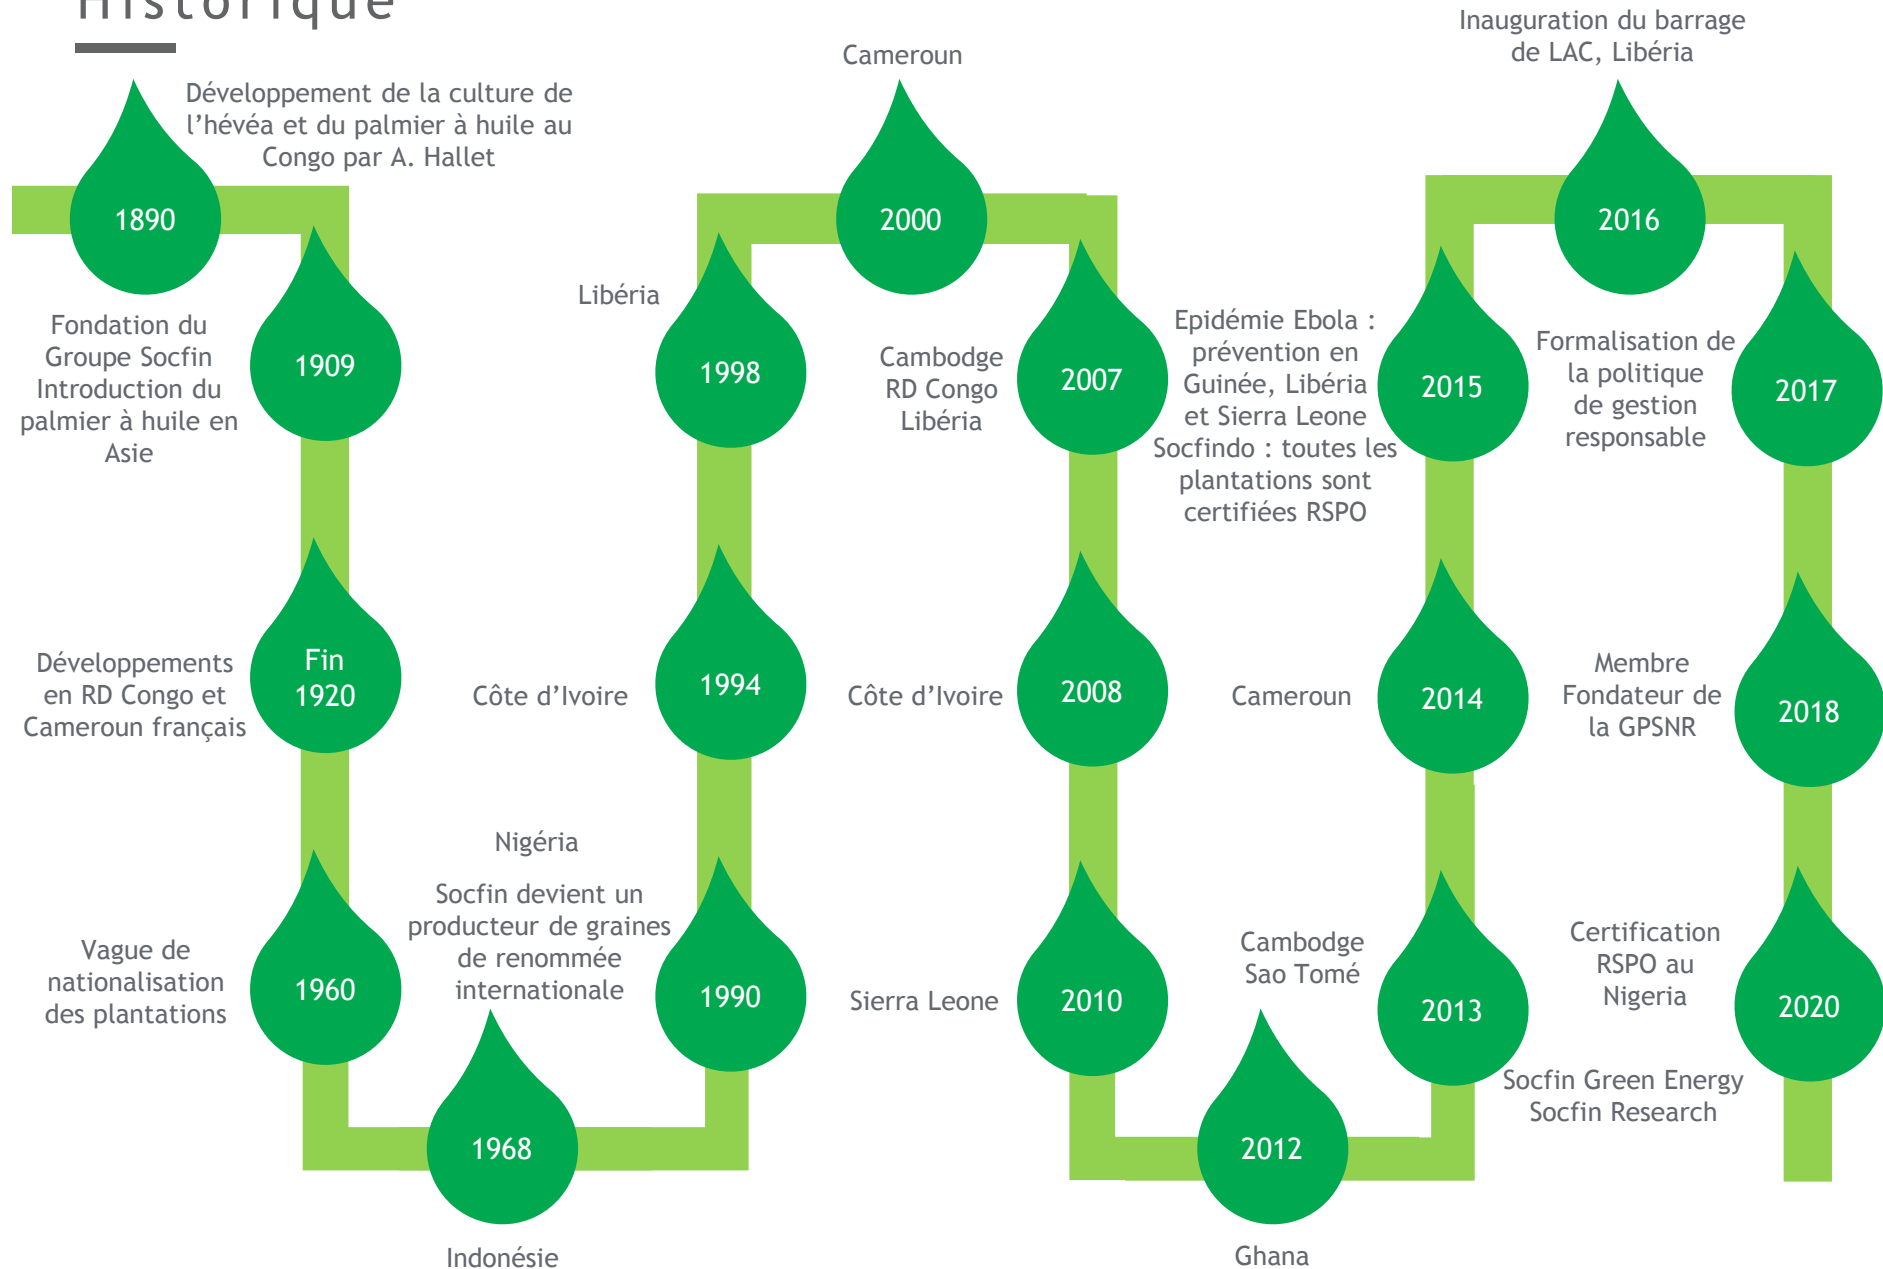 Historique
Développement de la culture de
l’hévéa et du palmier à huile au
Congo par A. Hallet
1890
Fondation du
Groupe Socfin
Introduction du
palmier à huile en
Asie
1909
Développements
en RD Congo et
Cameroun français
Fin
1920
Vague de
nationalisation
des plantations
1960
1968
Indonésie
Nigéria
Socfin devient un
producteur de graines
de renommée
internationale
1990
Côte d’Ivoire
1994
Libéria
1998
Cameroun
2000
Cambodge
RD Congo
Libéria
2007
Côte d’Ivoire
2008
Sierra Leone
2010
2012
Ghana
Cambodge
Sao Tomé
2013
Socfin Green Energy
Socfin Research
Cameroun
2014
Epidémie Ebola :
prévention en
Guinée, Libéria
et Sierra Leone
Socfindo : toutes les
plantations sont
certifiées RSPO
2015
Inauguration du barrage
de LAC, Libéria
2016
Formalisation de
la politique
de gestion
responsable
2017
Membre
Fondateur de
la GPSNR
2018
Certification
RSPO au
Nigeria
2020